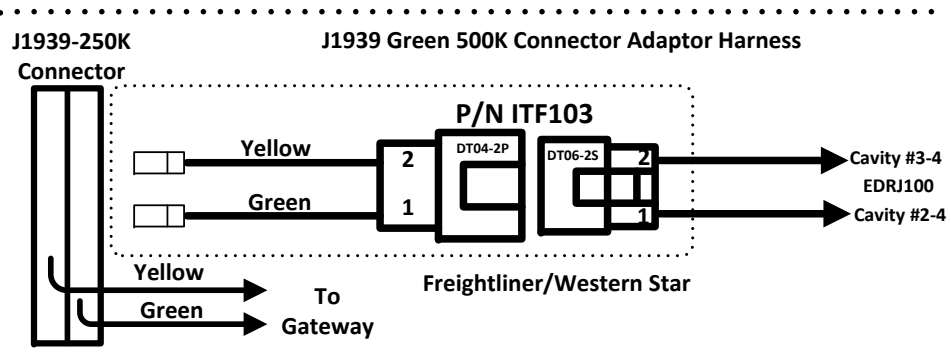 J1939-250K
Connector
J1939 Green 500K Connector Adaptor Harness
P/N ITF103
Yellow
2
DT04-2P
DT06-2S
2
Cavity #3-4
EDRJ100
Green
1
1
Cavity #2-4
Yellow
Green
To
Gateway
Freightliner/Western Star